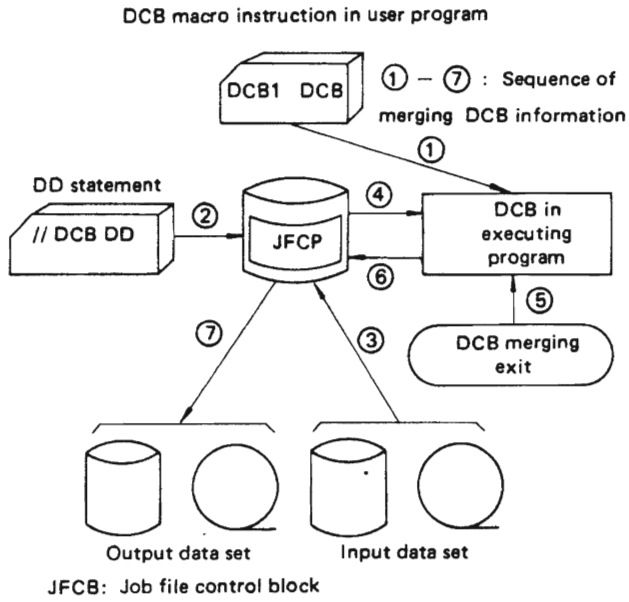 DCB macro instruction in user program
DCB1 DCB
① – ⑦ : Sequence of
merging DCB information
①
DD statement
// DCB DD
②
JFCP
④
DCB in
executing
program
⑥
⑤
DCB merging
exit
⑦
③
Output data set
Input data set
JFCB: Job file control block